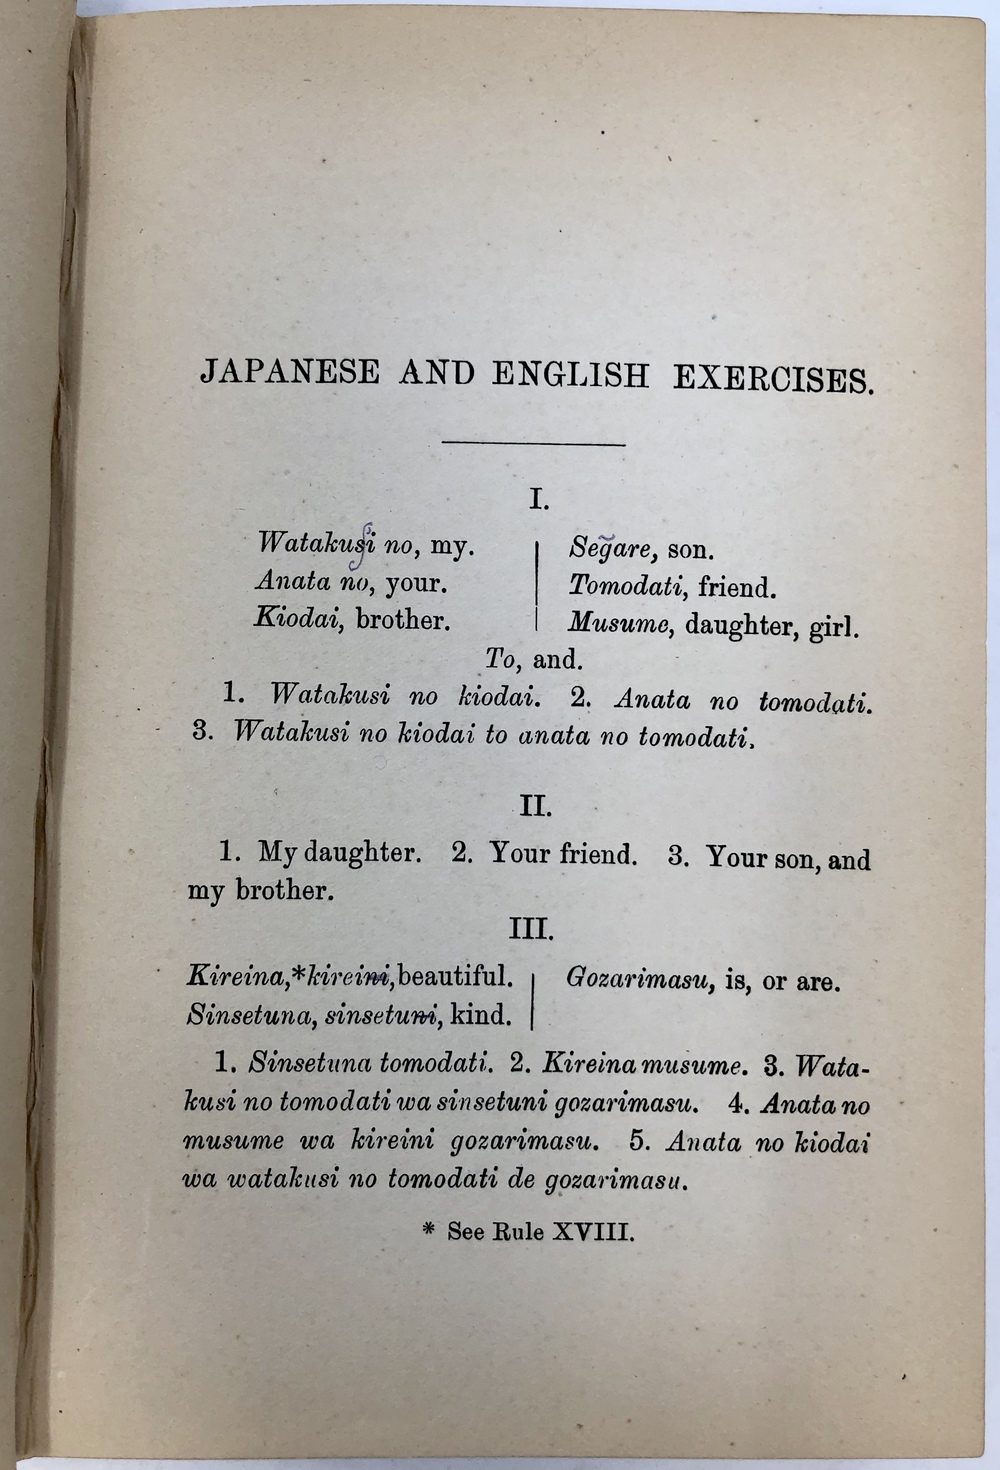 JAPANESE AND ENGLISH EXERCISES.
I.
Watakusi no, my.
Anata no, your.
Kiodai, brother.
Segare, son.
Tomodati, friend.
Musume, daughter, girl.
To, and.
1. Watakusi no kiodai. 2. Anata no tomodati.
3. Watakusi no kiodai to anata no tomodati.
II.
1. My daughter. 2. Your friend. 3. Your son, and
my brother.
III.
Kireina,* kireini, beautiful.
Sinsetuna, sinsetuni, kind.
Gozarimasu, is, or are.
1. Sinsetuna tomodati. 2. Kireina musume. 3. Wata-
kusi no tomodati wa sinsetuni gozarimasu. 4. Anata no
musume wa kireini gozarimasu. 5. Anata no kiodai
wa watakusi no tomodati de gozarimasu.
* See Rule XVIII.